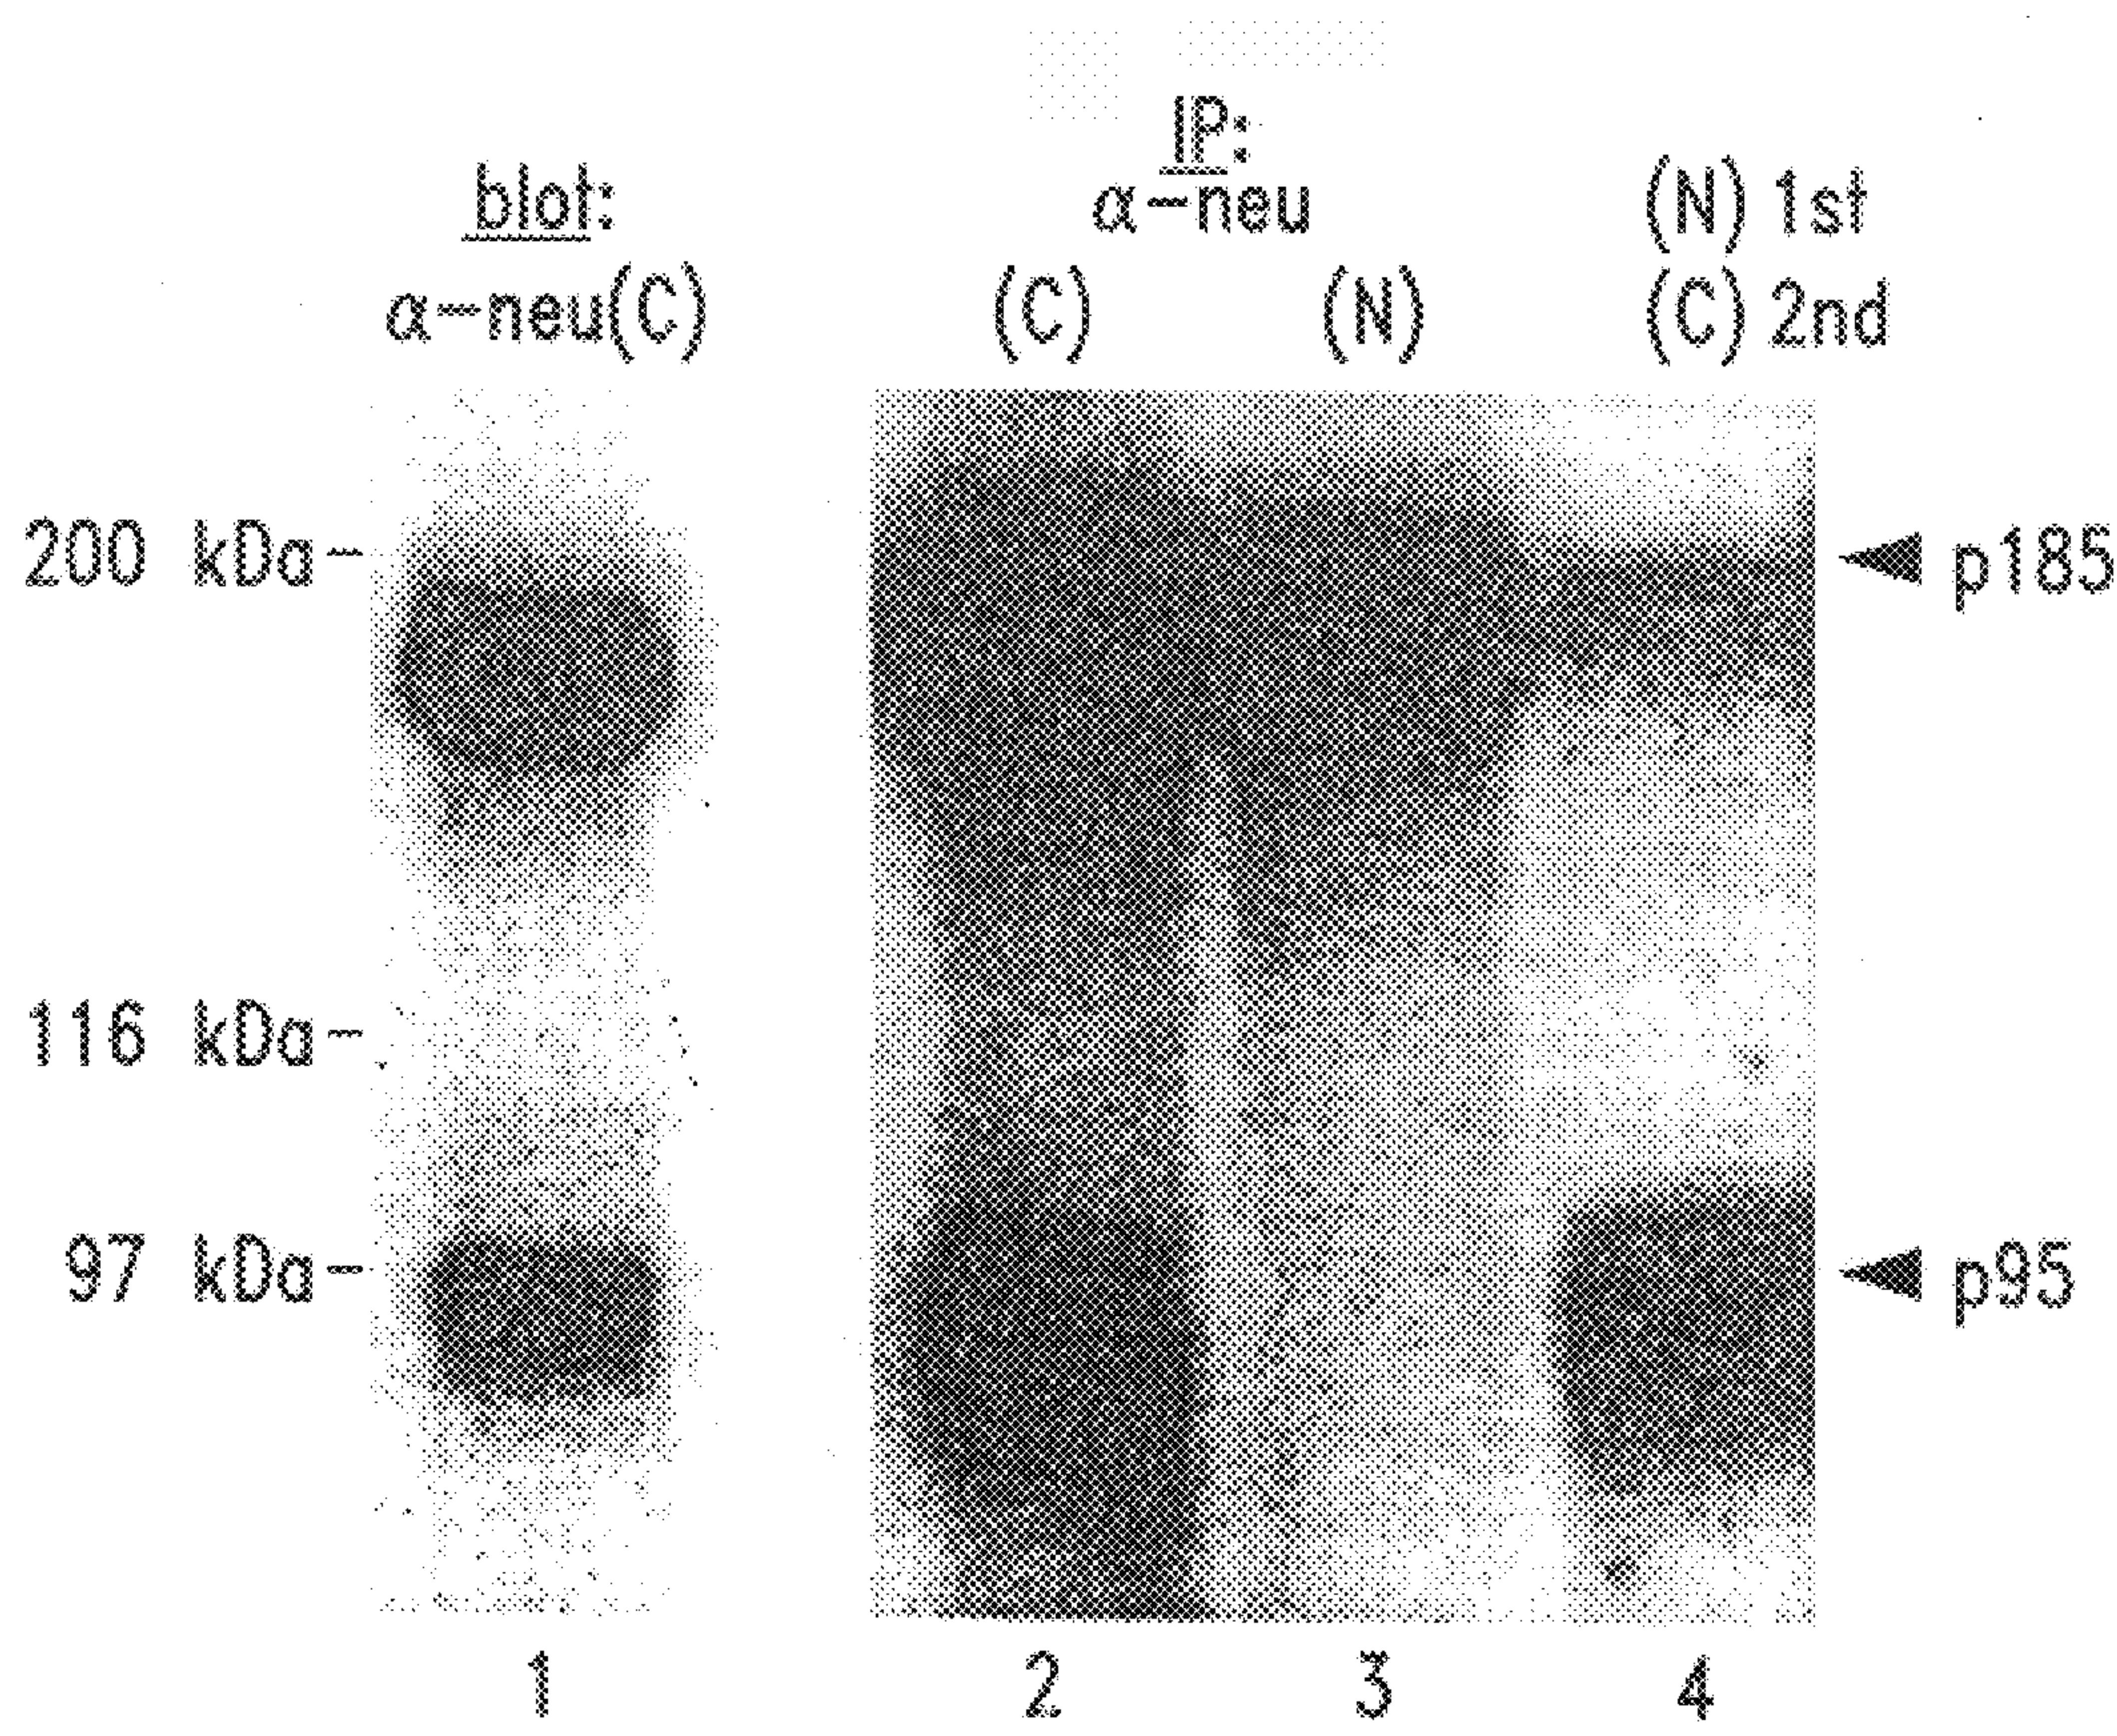 IP:
blot:
α-neu
(N) 1st
α-neu(C)
(C)
(N)
(C) 2nd
200 kDa-
p185
116 kDa-
97 kDa-
p95
1
2
3
4